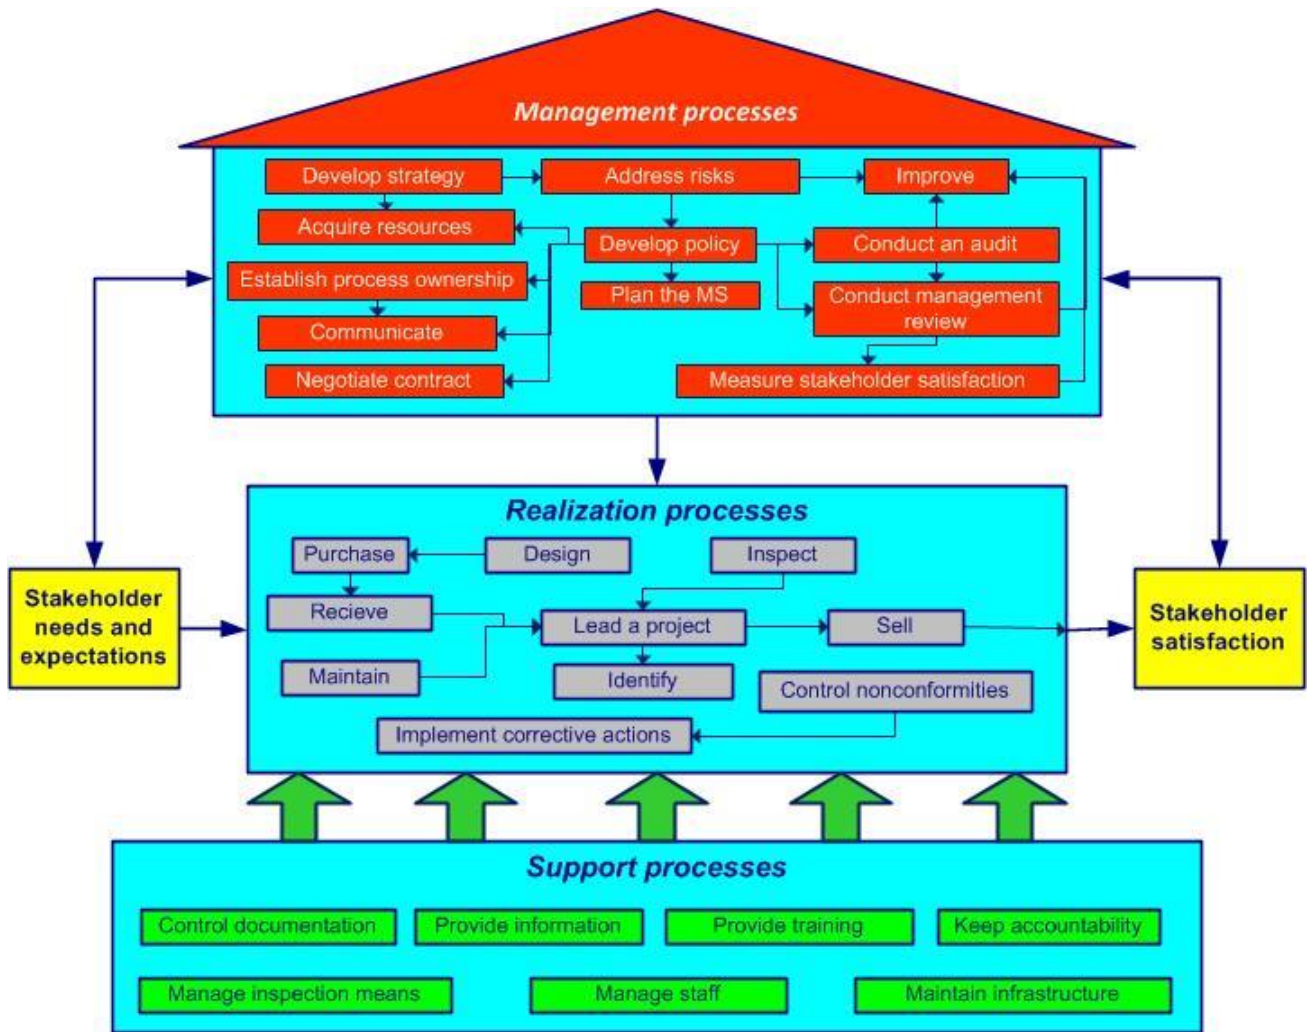 Management processes
Develop strategy
Address risks
Improve
Acquire resources
Develop policy
Conduct an audit
Establish process ownership
Plan the MS
Conduct management
review
Communicate
Negotiate contract
Measure stakeholder satisfaction
Realization processes
Purchase
Design
Inspect
Recieve
Lead a project
Sell
Maintain
Identify
Control nonconformities
Implement corrective actions
Stakeholder
needs and
expectations
Stakeholder
satisfaction
Support processes
Control documentation
Provide information
Provide training
Keep accountability
Manage inspection means
Manage staff
Maintain infrastructure